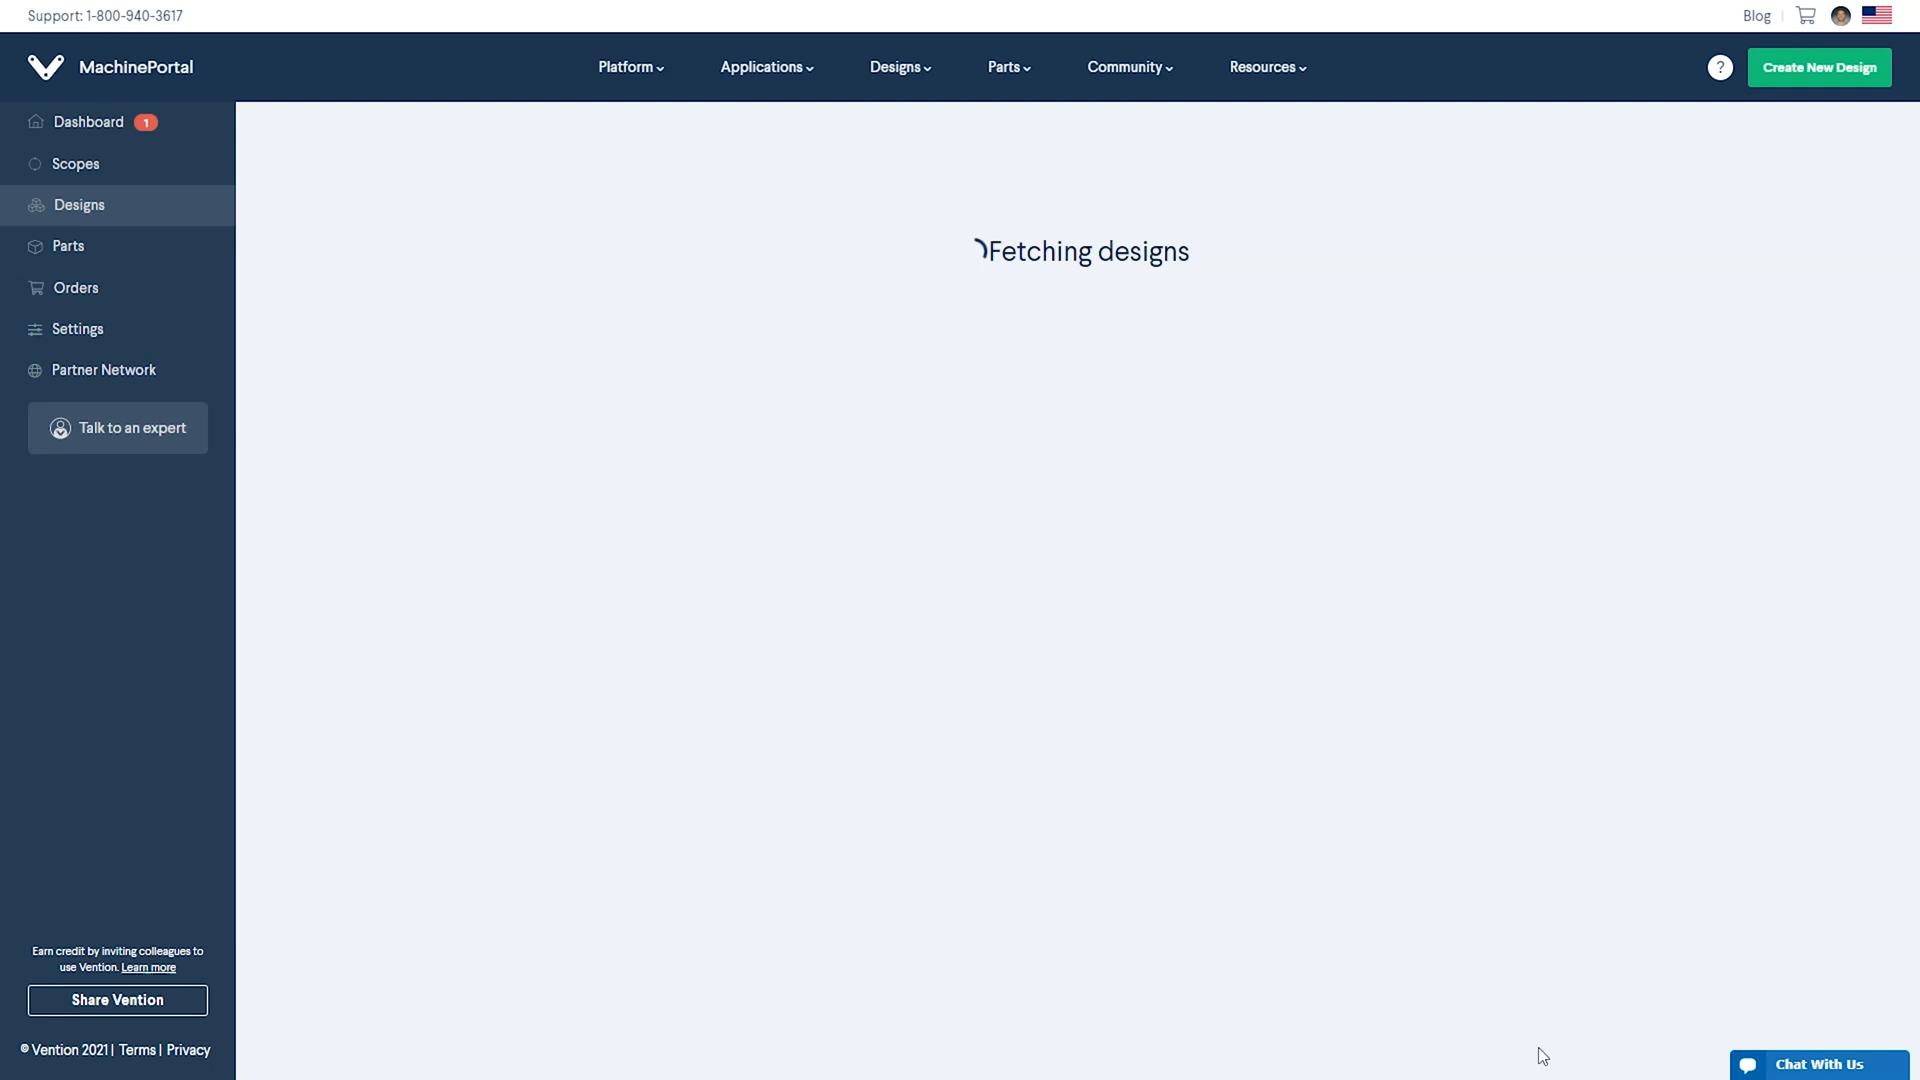 Support: 1-800-940-3617
Blog
MachinePortal
Platform
Applications
Designs
Parts
Community
Resources
?
Create New Design
Dashboard 1
Scopes
Designs
Parts
Orders
Settings
Partner Network
Talk to an expert
Fetching designs
Earn credit by inviting colleagues to
use Vention. Learn more
Share Vention
© Vention 2021 | Terms | Privacy
Chat With Us